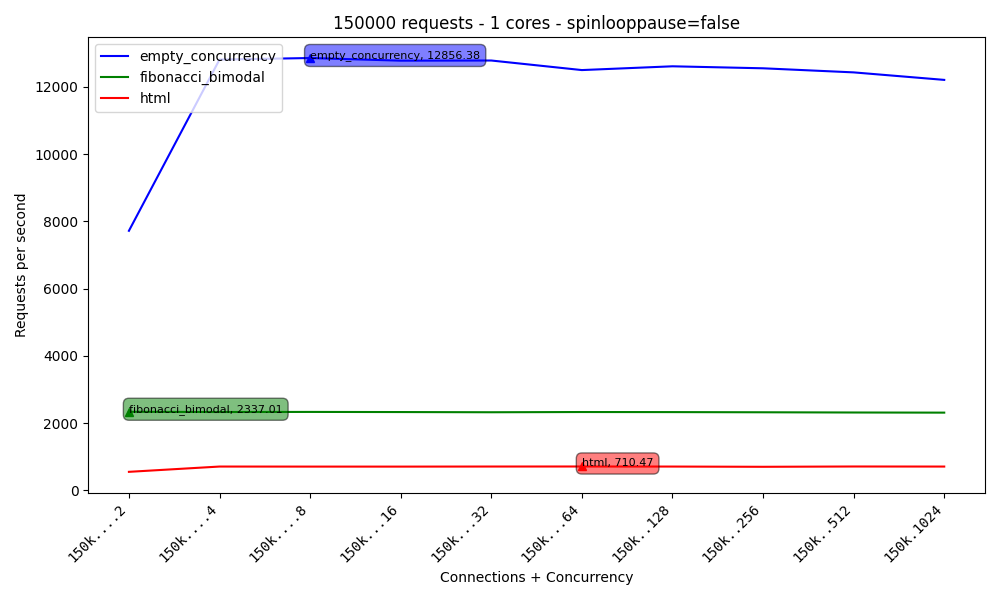 150000 requests - 1 cores - spinlooppause=false
empty_concurrency
fibonacci_bimodal
html
empty_concurrency, 12856.38
fibonacci_bimodal, 2337.01
html, 710.47
Requests per second
12000
10000
8000
6000
4000
2000
0
150k....2
150k....4
150k....8
150k...16
150k...32
150k...64
150k..128
150k..256
150k..512
150k.1024
Connections + Concurrency